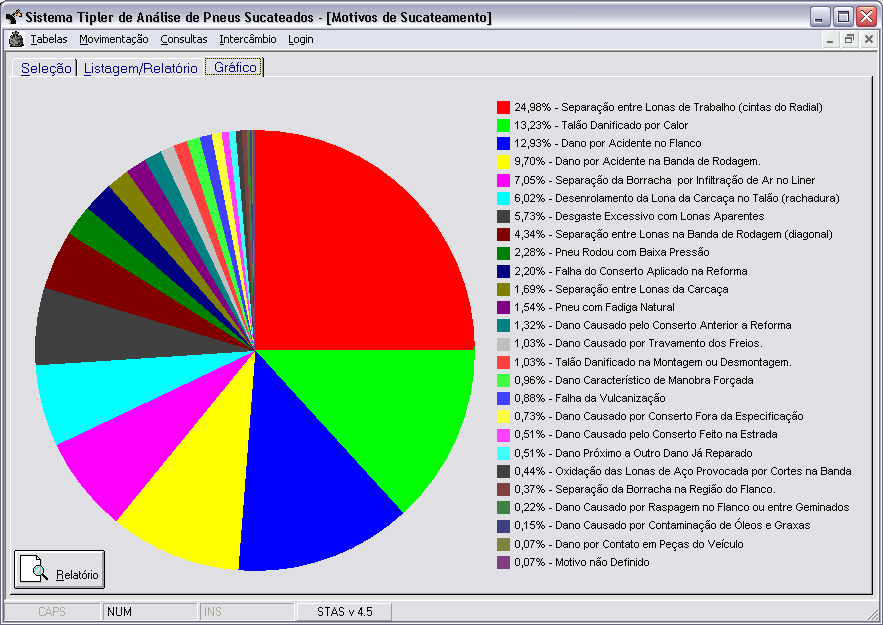 Sistema Tipler de Análise de Pneus Sucateados - [Motivos de Sucateamento]
Tabelas Movimentação Consultas Intercâmbio Login
Seleção Listagem/Relatório Gráfico
24,98% - Separação entre Lonas de Trabalho (cintas do Radial)
13,23% - Talão Danificado por Calor
12,93% - Dano por Acidente no Flanco
9,70% - Dano por Acidente na Banda de Rodagem.
7,05% - Separação da Borracha por Infiltração de Ar no Liner
6,02% - Desenrolamento da Lona da Carcaça no Talão (rachadura)
5,73% - Desgaste Excessivo com Lonas Aparentes
4,34% - Separação entre Lonas na Banda de Rodagem (diagonal)
2,28% - Pneu Rodou com Baixa Pressão
2,20% - Falha do Conserto Aplicado na Reforma
1,69% - Separação entre Lonas da Carcaça
1,54% - Pneu com Fadiga Natural
1,32% - Dano Causado pelo Conserto Anterior a Reforma
1,03% - Dano Causado por Travamento dos Freios.
1,03% - Talão Danificado na Montagem ou Desmontagem.
0,96% - Dano Característico de Manobra Forçada
0,88% - Falha da Vulcanização
0,73% - Dano Causado por Conserto Fora da Especificação
0,51% - Dano Causado pelo Conserto Feito na Estrada
0,51% - Dano Próximo a Outro Dano Já Reparado
0,44% - Oxidação das Lonas de Aço Provocada por Cortes na Banda
0,37% - Separação da Borracha na Região do Flanco.
0,22% - Dano Causado por Raspagem no Flanco ou entre Geminados
0,15% - Dano Causado por Contaminação de Óleos e Graxas
0,07% - Dano por Contato em Peças do Veículo
0,07% - Motivo não Definido
Relatório
CAPS NUM INS STAS v 4.5